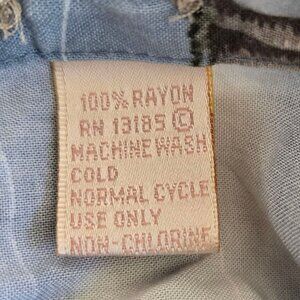 100% RAYON
RN 13185 ©
MACHINE WASH
COLD
NORMAL CYCLE
USE ONLY
NON-CHLORINE